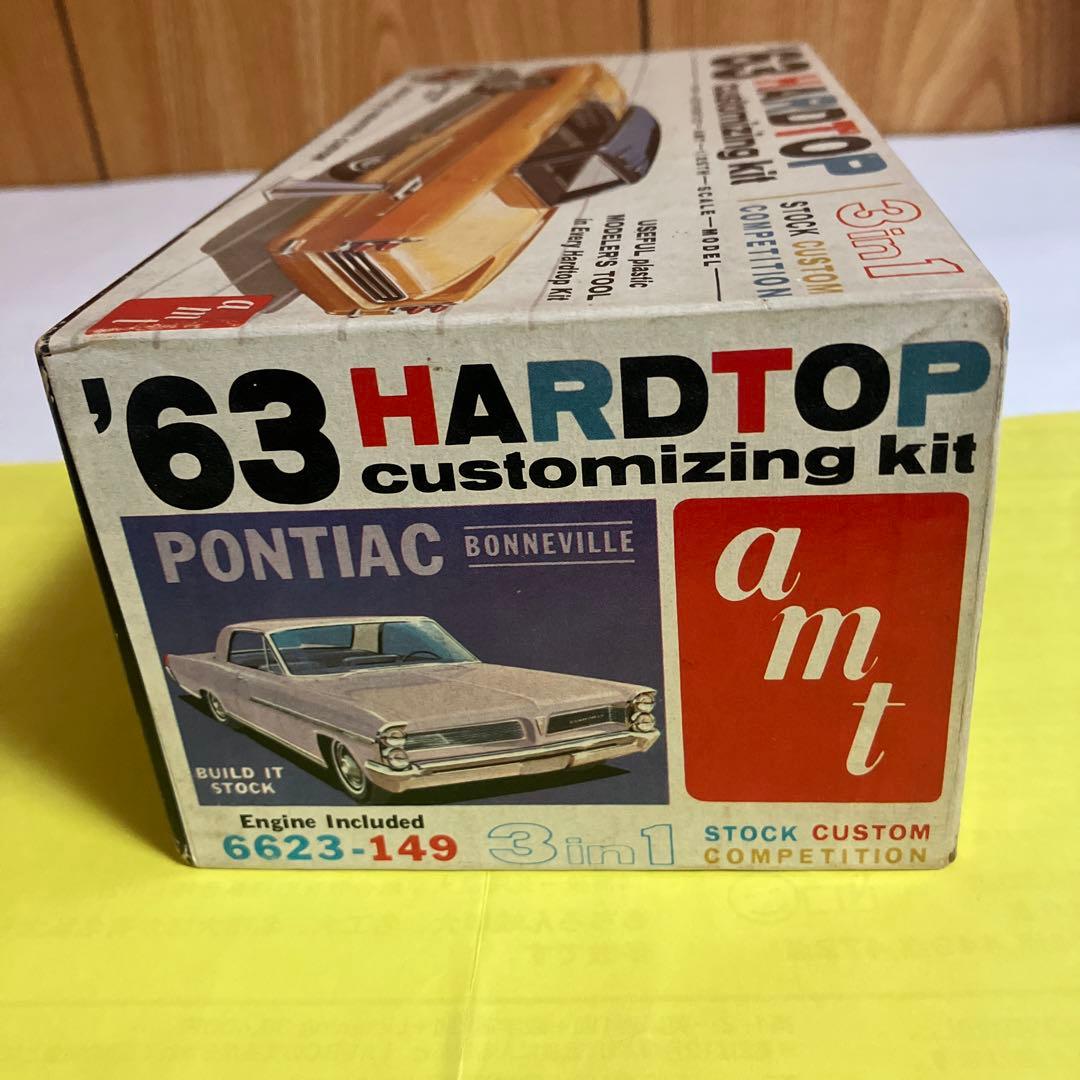 '63 HARDTOP
customizing kit
3 in 1
STOCK CUSTOM
COMPETITION
SCALE—MODEL
USEFUL plastic
MODELER'S TOOL
in Every Hardtop Kit
amt
'63 HARDTOP
customizing kit
PONTIAC BONNEVILLE
amt
BUILD IT
STOCK
Engine Included
6623-149
3 in 1
STOCK CUSTOM
COMPETITION